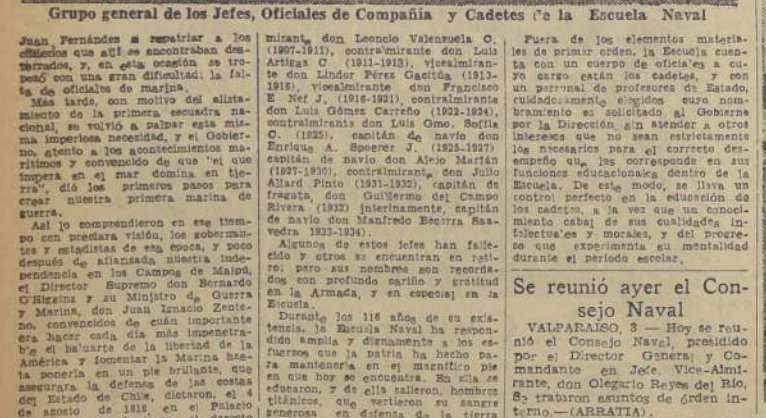 Grupo general de los Jefes, Oficiales de Compañía y Cadetes de la Escuela Naval
Juan Fernández a repatriar a los
chilenos que allí se encontraban des-
terrados, y, en esta ocasión se tro-
pezó con una gran dificultad: la fal-
ta de oficiales de marina.
Más tarde, con motivo del alista-
miento de la primera escuadra na-
cional, se volvió a palpar esta mis-
ma imperiosa necesidad, y el Gobier-
no, atento a los acontecimientos ma-
rítimos y convencido de que "el que
impera en el mar domina en tie-
rra", dió los primeros pasos para
crear nuestra primera marina de
guerra.
Así lo comprendieron en ese tiem-
po con preclara visión, los gobernan-
tes y estadistas de esa época, y poco
después de afianzada nuestra inde-
pendencia en los Campos de Maipú,
el Director Supremo don Bernardo
O'Higgins y su Ministro de Guerra
y Marina, don Juan Ignacio Zente-
no, convencidos de cuán importante
era hacer cada día más impenetra-
b'e el ba'uarte de la libertad de la
América y fomentar la Marina has-
ta ponerla en un pie brillante, que
asegurara la defensa de las costas
del Estado de Chile, dictaron, el 4
de agosto de 1818, en el Palacio
mirante don Leoncio Valenzuela C.
(1907-1911), contralmirante don Luis
Artigas C (1911-1913), vicealmiran-
te don Lindor Pérez Gacitúa (1913-
1916), vicealmirante don Francisco
E Nef J, (1916-1921), contralmirante
don Luis Gómez Carreño (1922-1924),
contralmirante don Luis Gmo. Soffia
C. (1925), capitán de navío don
Enrique A. Spoerer J. (1925-1927)
capitán de navío don Alejo Marfán
(1927-1930), contralmirante, don Julio
Allard Pinto (1931-1932), capitán de
fragata, don Guillermo del Campo
Rivera, (1932) interinamente, capitán
de navío don Manfredo Becerra Saa-
vedra 1933-1934).
Algunos de estos jefes han falle-
cido y otros se encuentran en reti-
ro; pero sus nombres son recorda-
dos con profundo cariño y gratitud
en la Armada, y en especial en la
Escuela.
Durante los 116 años de su exis-
tencia, la Escuela Naval ha respon-
dido amplia y dignamente a los es-
fuerzos que la patria ha hecho pa-
ra mantenerla en el magnífico pie
en que hoy se encuentra. En ella se
educaron, y de ella salieron, hombres
titánicos, que vertieron su sangre
generosa en defensa de la tierra
Fuera de los elementos materia-
les de primer orden, la Escuela cuen-
ta con un cuerpo de oficiales a cu-
yo cargo están los cadetes, y con
un personal de profesores de Estado,
cuidadosamente elegidos cuyo nom-
bramiento es solicitado al Gobierno
por la Dirección sin atender a otros
intereses que no sean estrictamente
los necesarios para el correcto des-
empeño que les corresponde en sus
funciones educacionales dentro de la
Escuela. De este modo, se lleva un
control perfecto en la educación de
los cadetes, a la vez que un conoci-
miento cabal de sus cualidades in-
telectuales y morales, y del progre-
so que experimenta su mentalidad
durante el período escolar.
Se reunió ayer el Con-
sejo Naval
VALPARAISO, 3 — Hoy se reu-
nió el Consejo Naval, presidido
por el Director General y Co-
mandante en Jefe, Vice-Almi-
rante, don Olegario Reyes del Río,
Se trataron asuntos de órden in-
terno.—(ARRATIA).